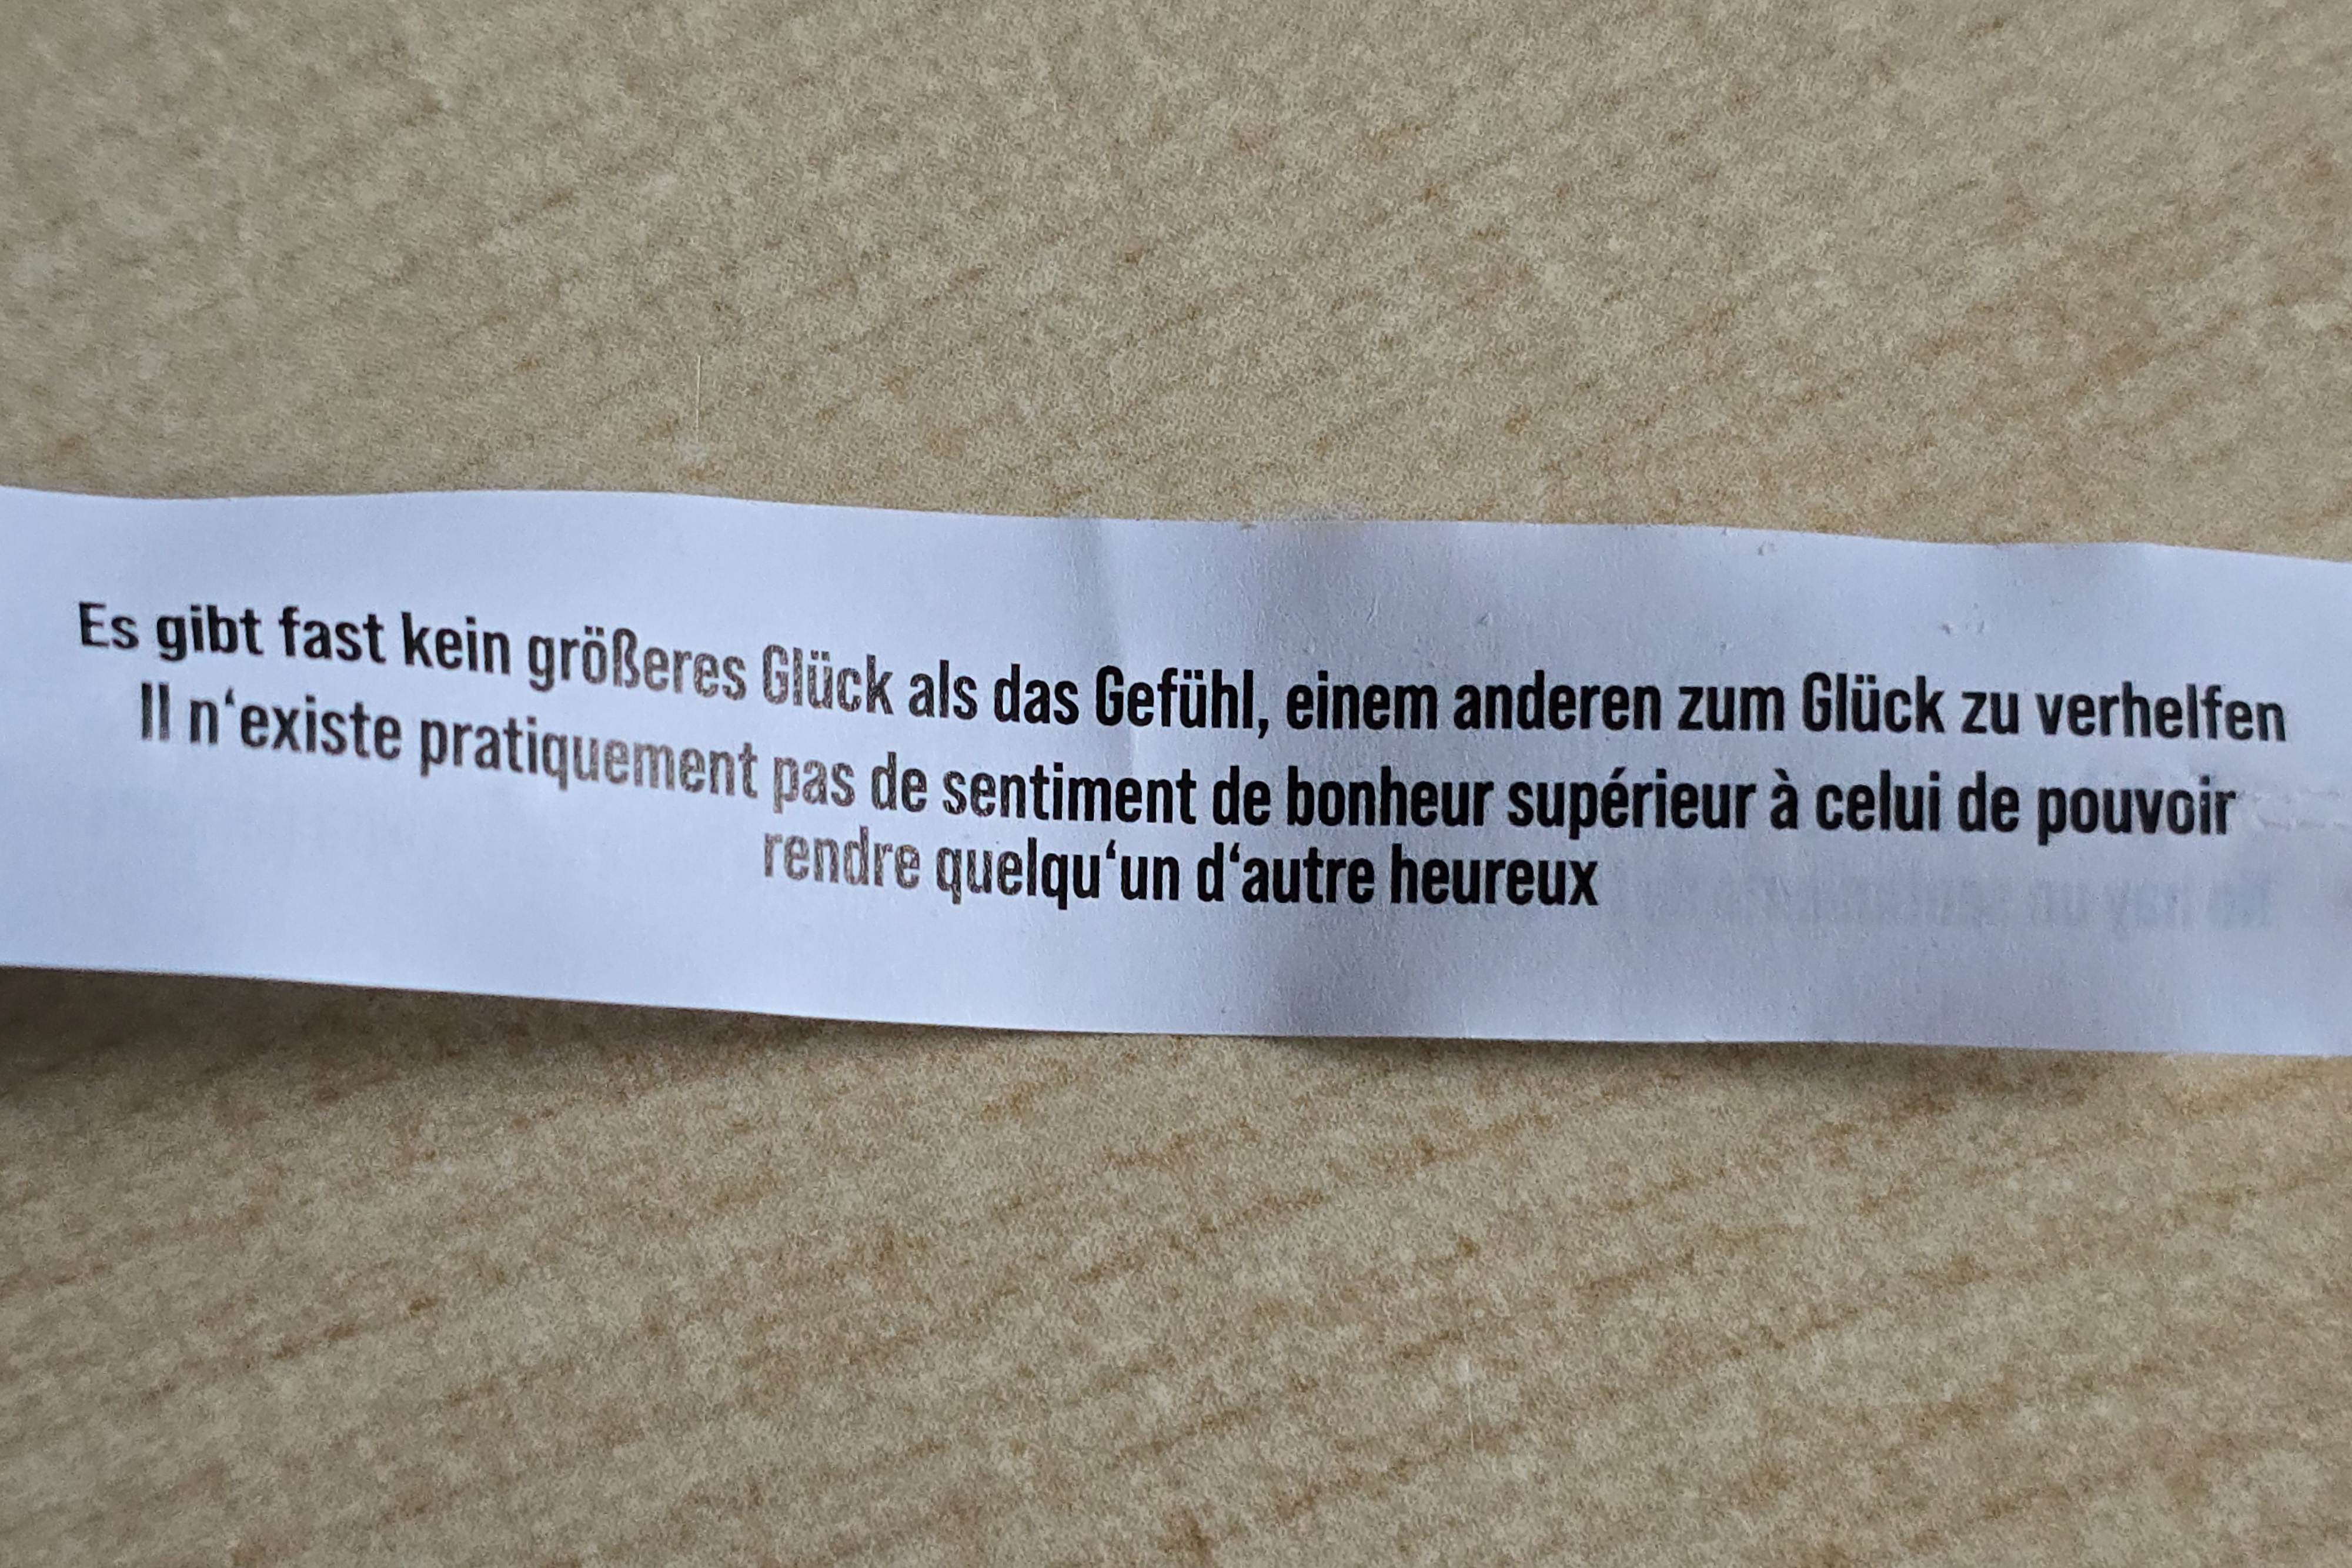 Es gibt fast kein größeres Glück als das Gefühl, einem anderen zum Glück zu verhelfen
Il n‘existe pratiquement pas de sentiment de bonheur supérieur à celui de pouvoir
rendre quelqu‘un d‘autre heureux